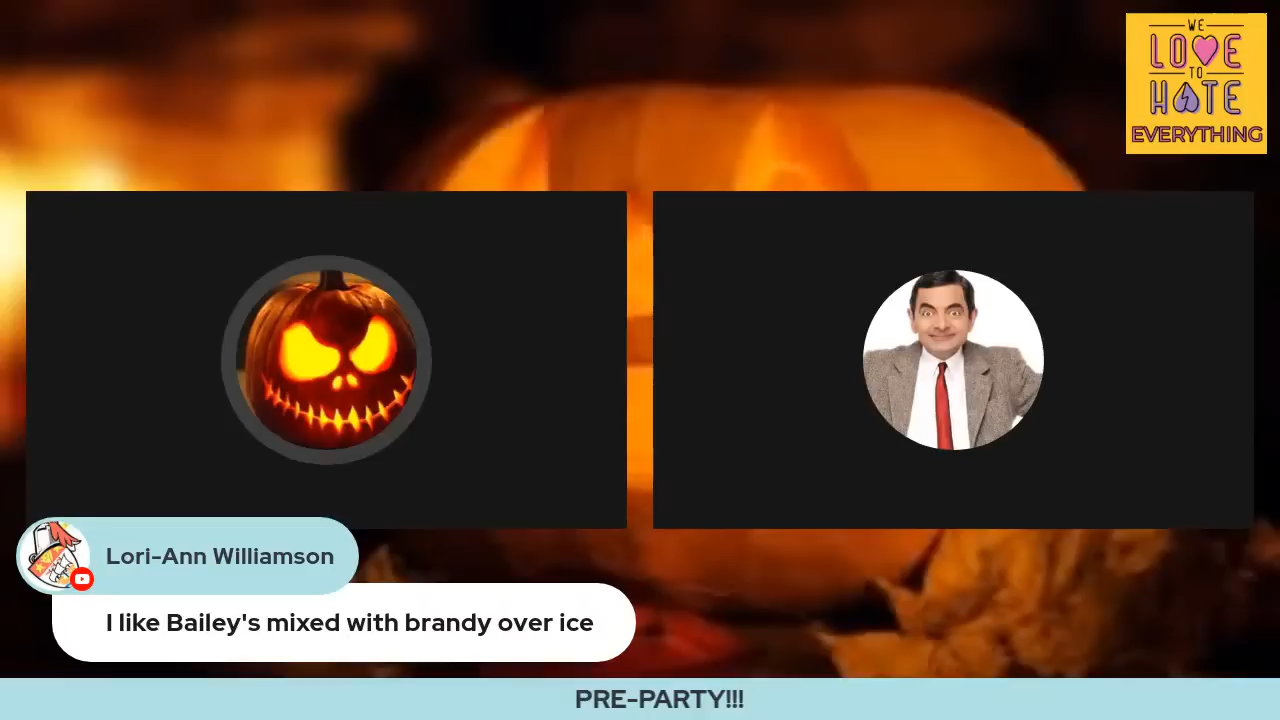 WE
LOVE
TO
HATE
EVERYTHING
Lori-Ann Williamson
I like Bailey's mixed with brandy over ice
PRE-PARTY!!!